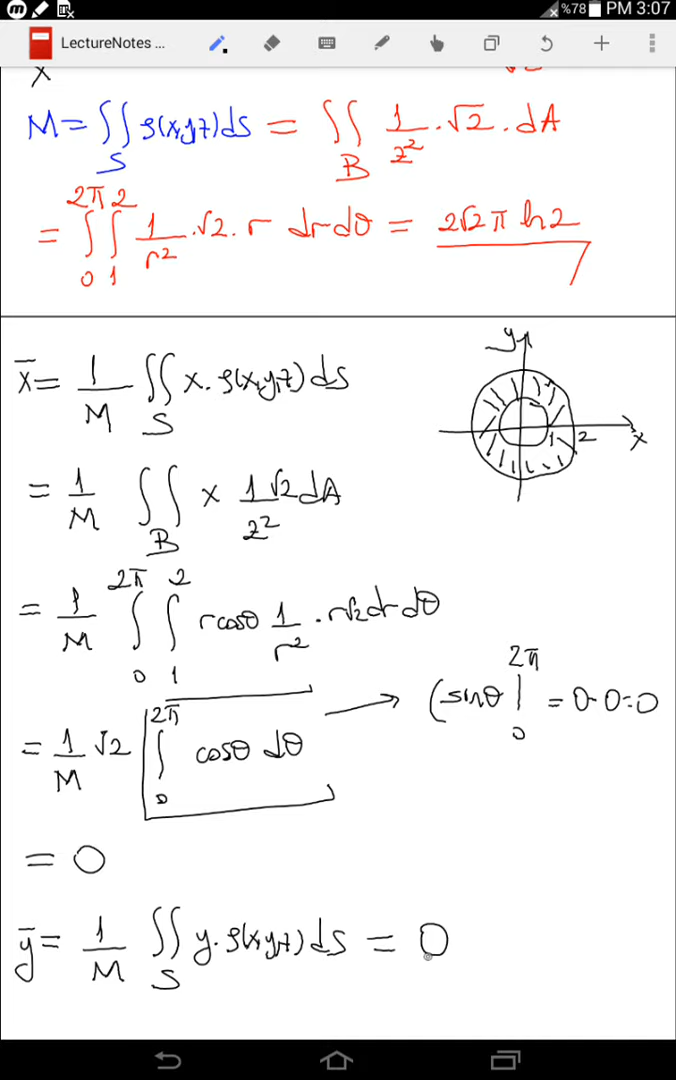 %78 PM 3:07
LectureNotes ...
x
M = ∬_S ρ(x,y,z) ds = ∬_B 1/z² . √2 . dA
= ∫_0^2π ∫_1^2 1/r² . √2 . r dr dθ = 2√2 π ln2
x̄ = 1/M ∬_S x . ρ(x,y,z) ds
y
1 2 x
= 1/M ∬_B x 1/z² √2 dA
= 1/M ∫_0^2π ∫_1^2 r cosθ 1/r² . r√2 dr dθ
= 1/M √2 ∫_0^2π cosθ dθ → (sinθ |_0^2π = 0-0=0
= 0
ȳ = 1/M ∬_S y . ρ(x,y,z) ds = 0